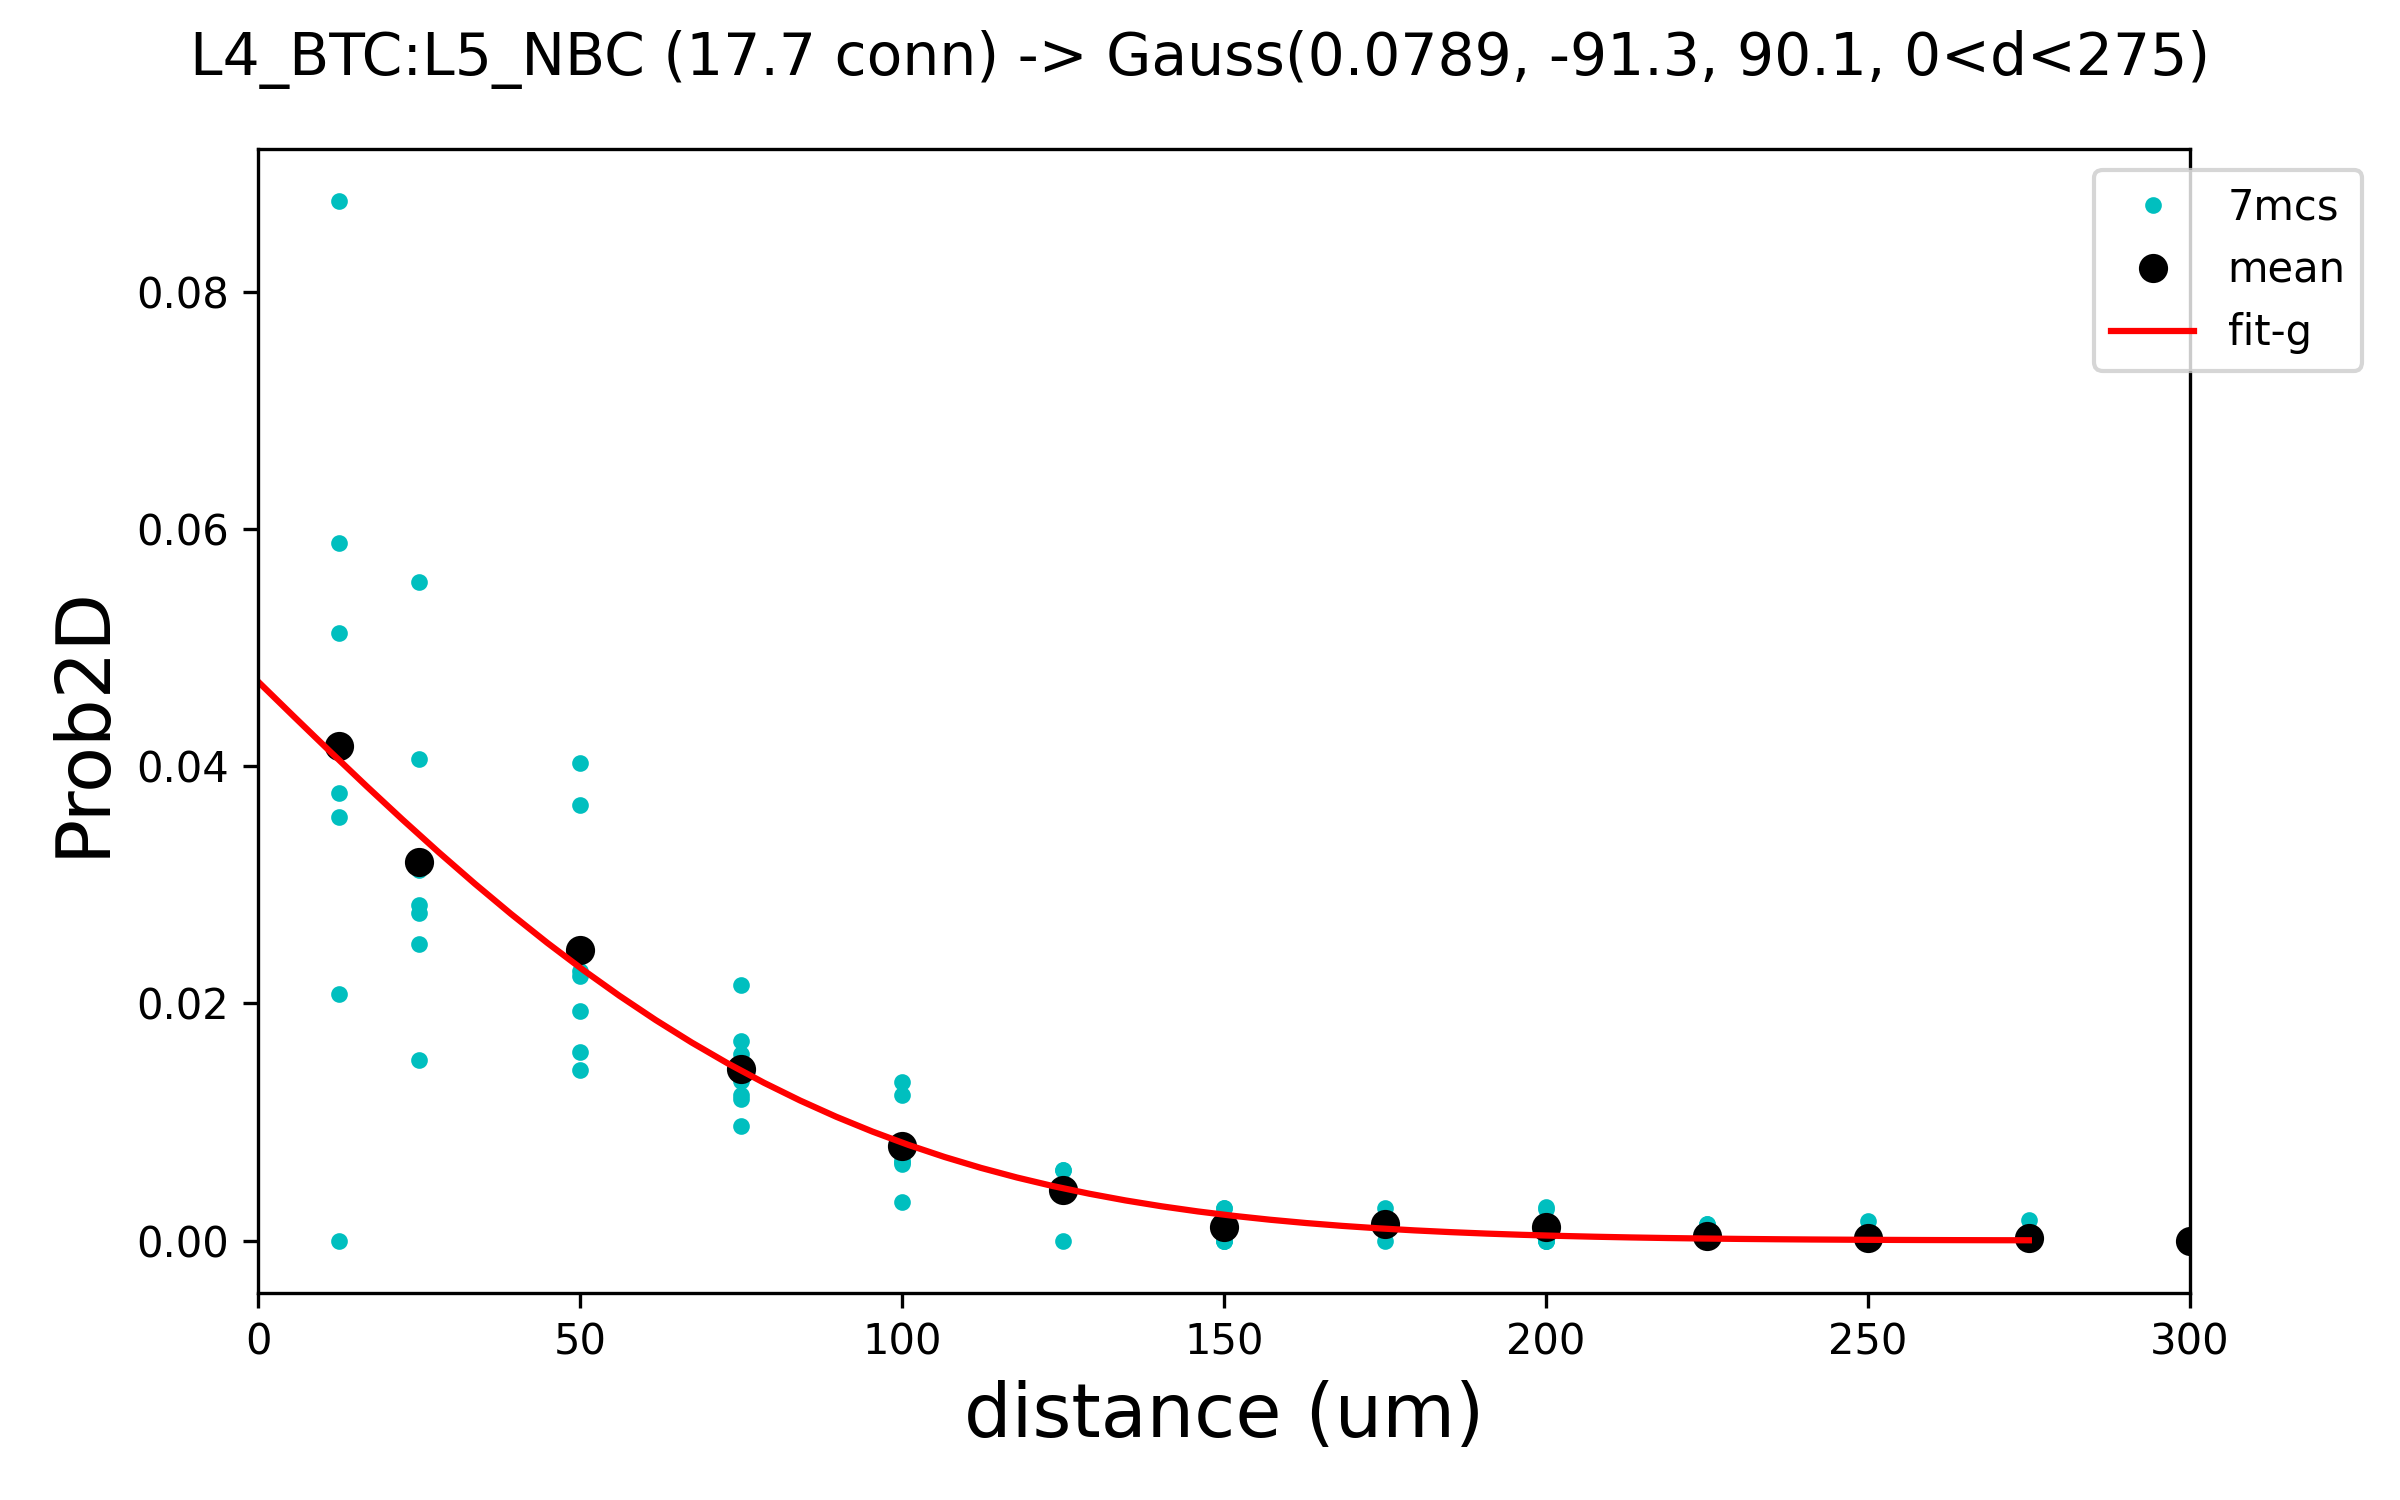 L4_BTC:L5_NBC (17.7 conn) -> Gauss(0.0789, -91.3, 90.1, 0<d<275)
7mcs
mean
fit-g
Prob2D
0.08
0.06
0.04
0.02
0.00
0 50 100 150 200 250 300
distance (um)